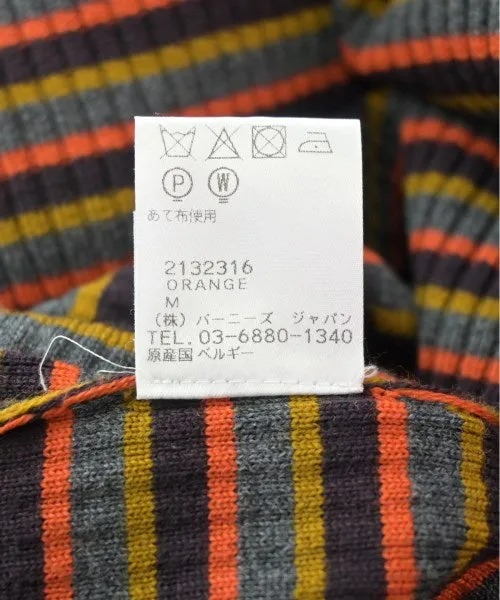 P W
あて布使用
2132316
ORANGE
M
(株) バーニーズ ジャパン
TEL. 03-6880-1340
原産国 ベルギー